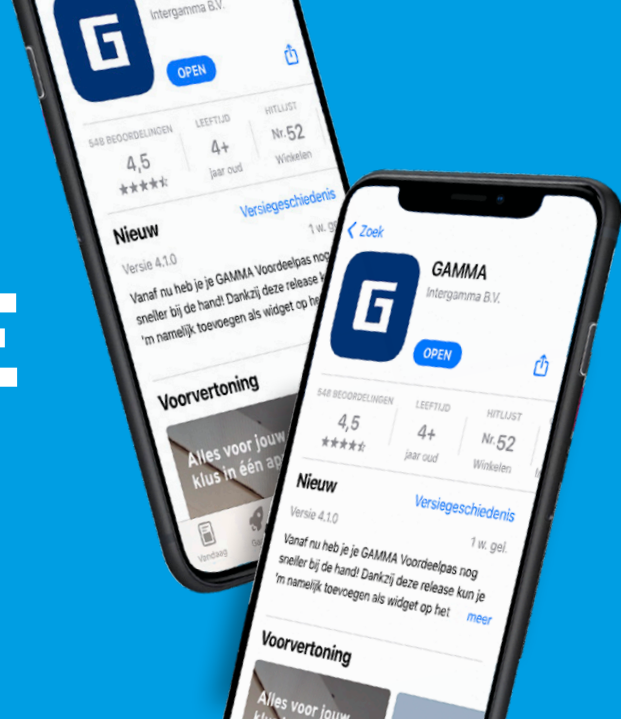 Intergamma B.V.
OPEN
548 BEOORDELINGEN
4,5
LEEFTIJD
4+
jaar oud
HITLIJST
Nr.52
Winkelen
Nieuw
Versiegeschiedenis
Versie 4.1.0
1 w.
Vanaf nu heb je je GAMMA Voordeelpas nog
sneller bij de hand! Dankzij deze release
'm namelijk toevoegen als widget op
Voorvertoning
Alles voor jouw
klus in één
Vandaag
E
Zoek
GAMMA
Intergamma B.V.
OPEN
548 BEOORDELINGEN
4,5
LEEFTIJD
4+
jaar oud
HITLIJST
Nr.52
Winkelen
Nieuw
Versiegeschiedenis
Versie 4.1.0
1 w. gel.
Vanaf nu heb je je GAMMA Voordeelpas nog
sneller bij de hand! Dankzij deze release kun je
'm namelijk toevoegen als widget op het meer
Voorvertoning
Alles voor jouw